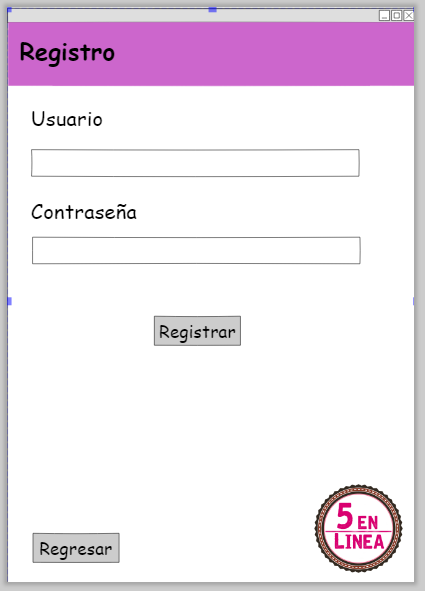 Registro
Usuario
Contraseña
Registrar
Regresar
5 EN
LINEA